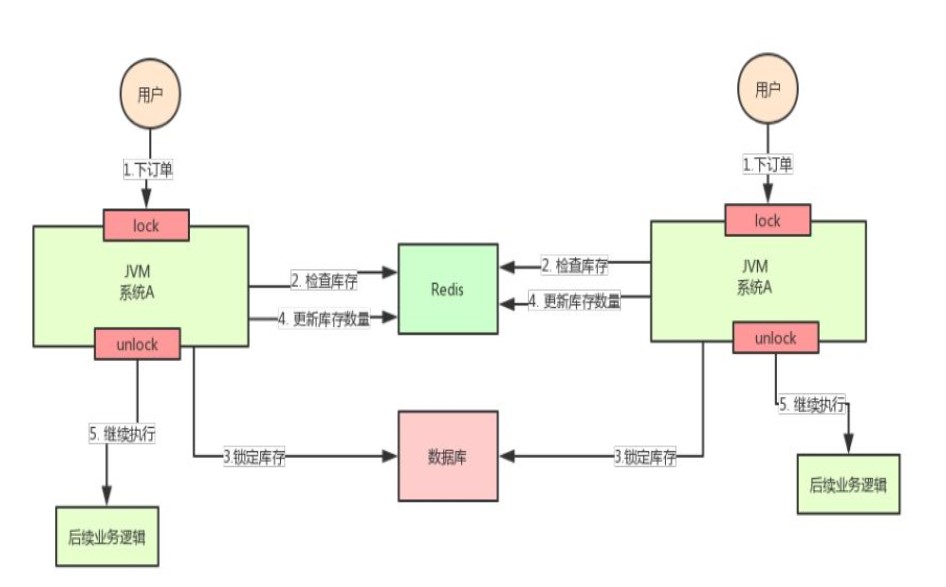 用户
用户
1.下订单
1.下订单
lock
lock
JVM
系统A
JVM
系统A
2. 检查库存
2. 检查库存
Redis
4. 更新库存数量
4. 更新库存数量
unlock
unlock
5. 继续执行
5. 继续执行
3.锁定库存
数据库
3.锁定库存
后续业务逻辑
后续业务逻辑